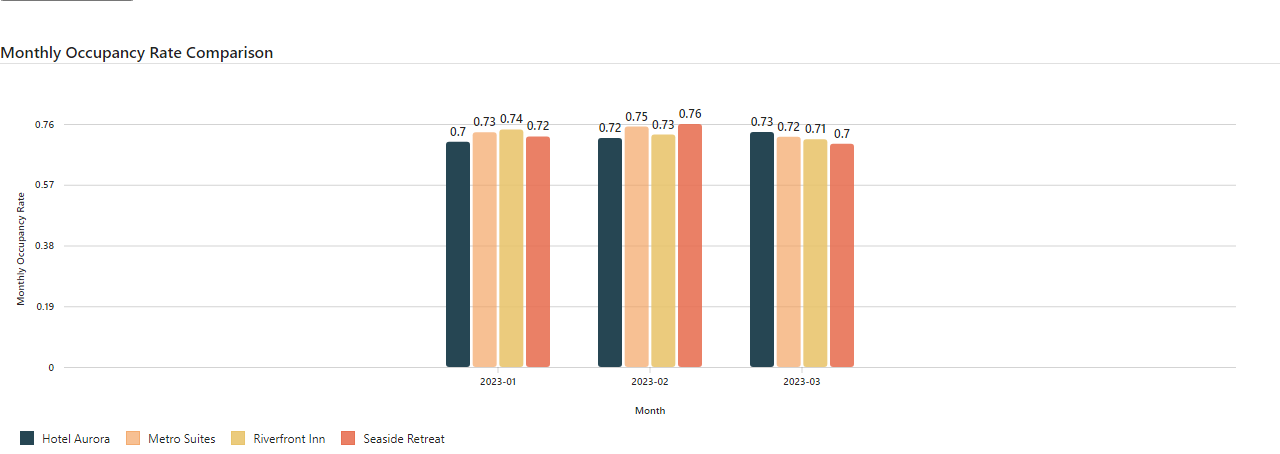 Monthly Occupancy Rate Comparison
0.7 0.73 0.74 0.72 0.72 0.75 0.73 0.76 0.73 0.72 0.71 0.7
0.76
0.57
0.38
0.19
0
Monthly Occupancy Rate
2023-01 2023-02 2023-03
Month
Hotel Aurora Metro Suites Riverfront Inn Seaside Retreat